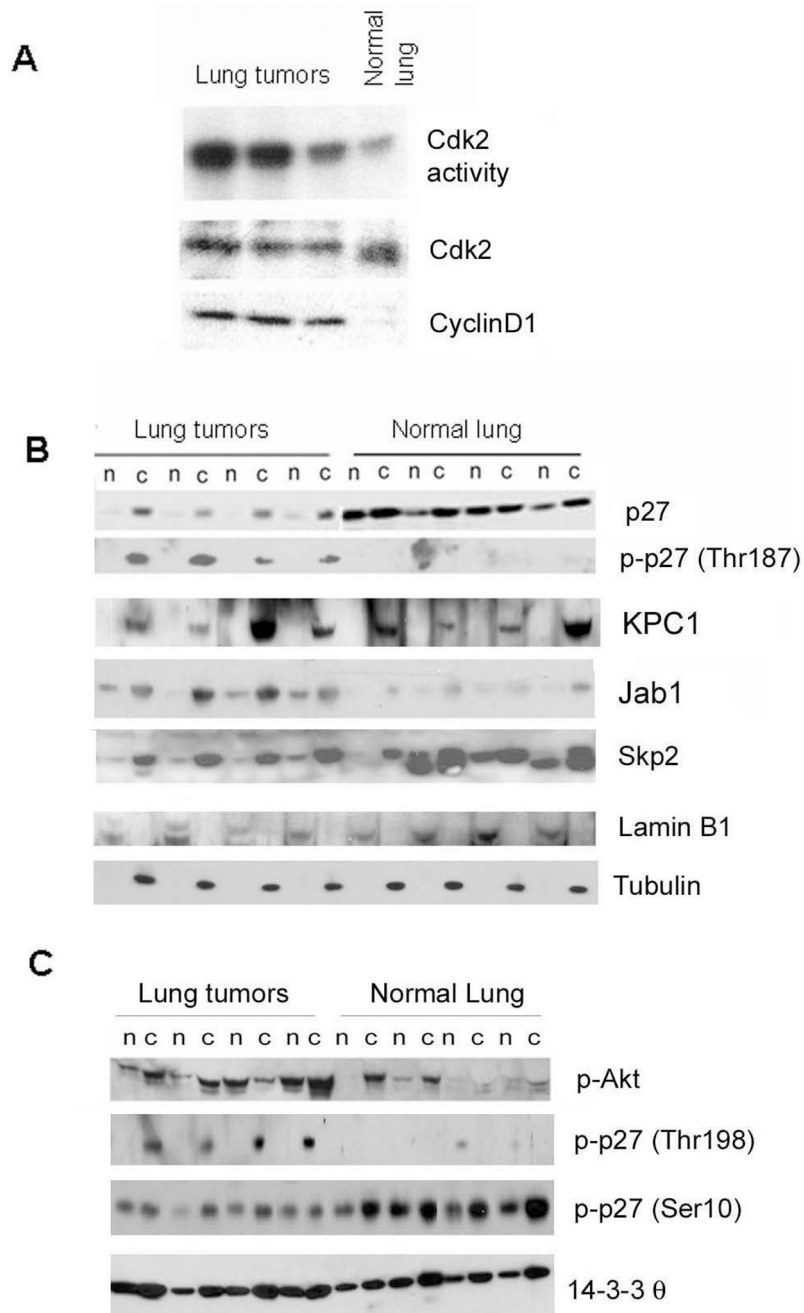 A
Lung tumors
Normal
lung
Cdk2
activity
Cdk2
CyclinD1
B
Lung tumors Normal lung
n c n c n c n c n c n c n c n c
p27
p-p27 (Thr187)
KPC1
Jab1
Skp2
Lamin B1
Tubulin
C
Lung tumors Normal Lung
n c n c n c n c n c n c n c n c
p-Akt
p-p27 (Thr198)
p-p27 (Ser10)
14-3-3 θ